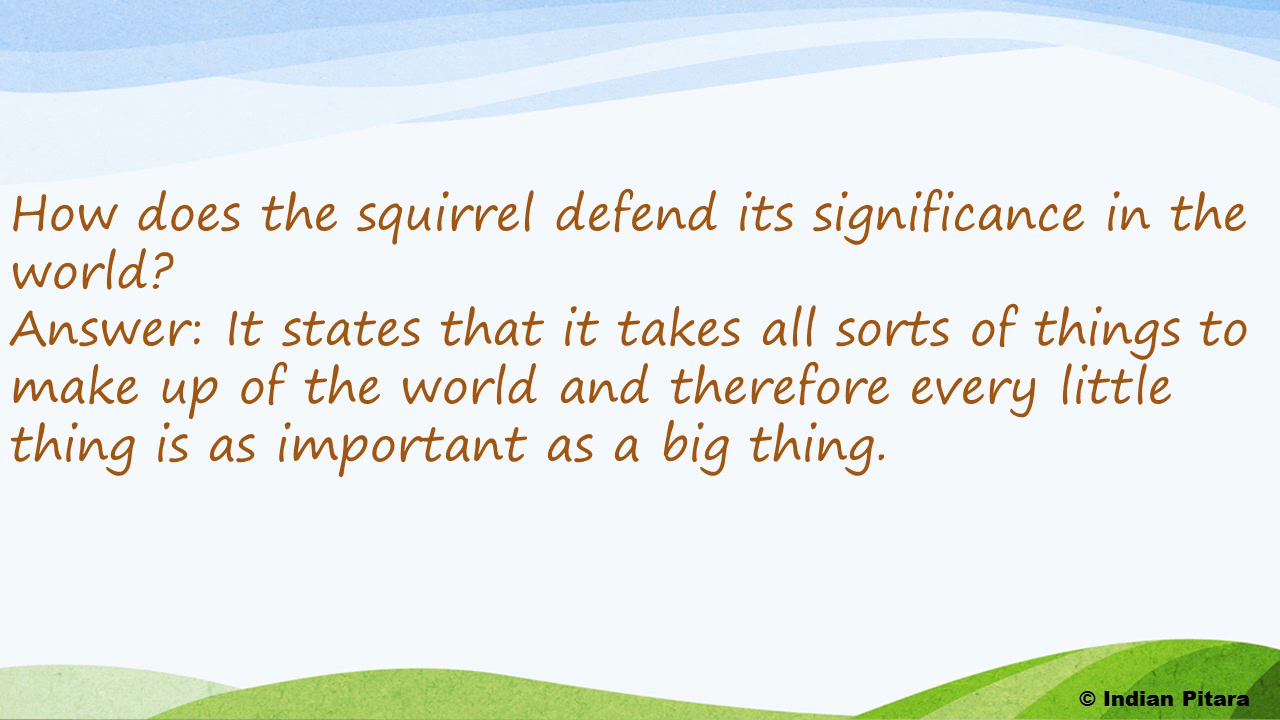 How does the squirrel defend its significance in the
world?
Answer: It states that it takes all sorts of things to
make up of the world and therefore every little
thing is as important as a big thing.
© Indian Pitara